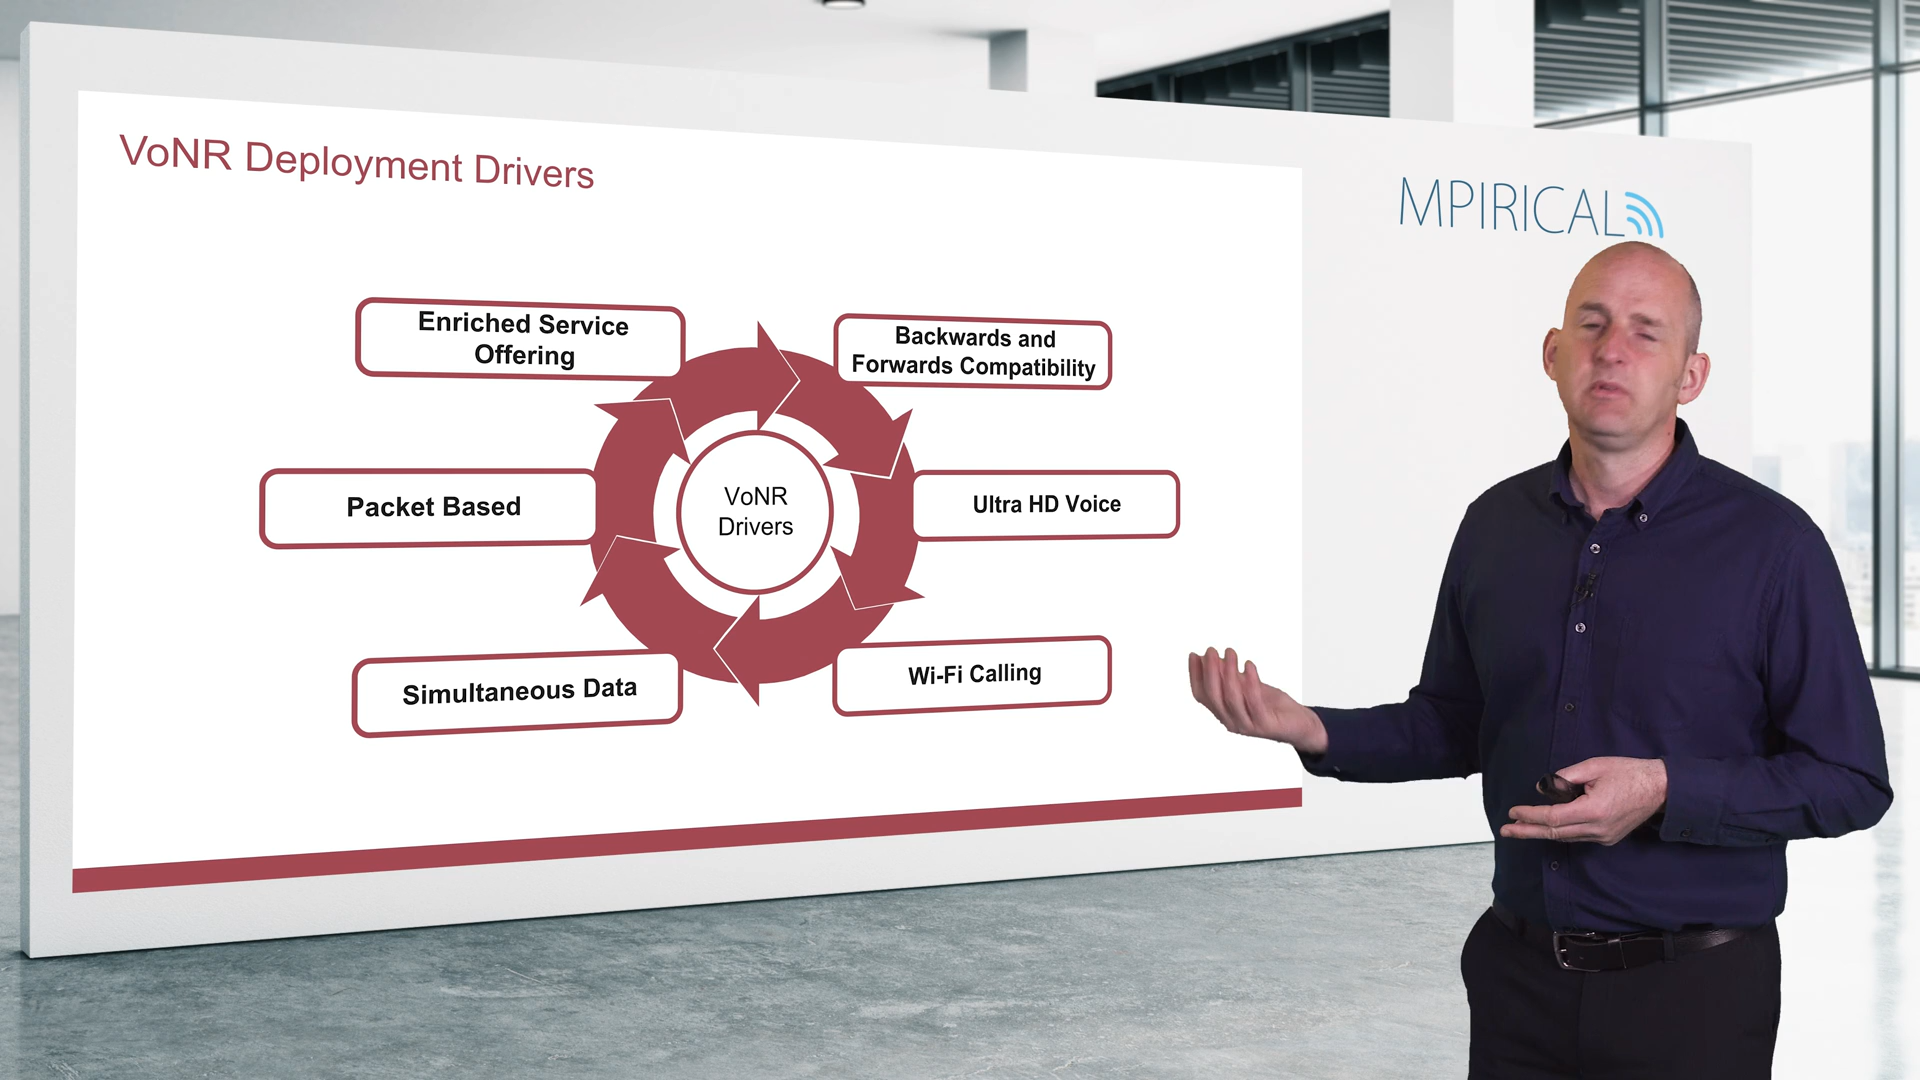 VoNR Deployment Drivers
MPIRICAL
Enriched Service
Offering
Backwards and
Forwards Compatibility
Packet Based
VoNR
Drivers
Ultra HD Voice
Simultaneous Data
Wi-Fi Calling